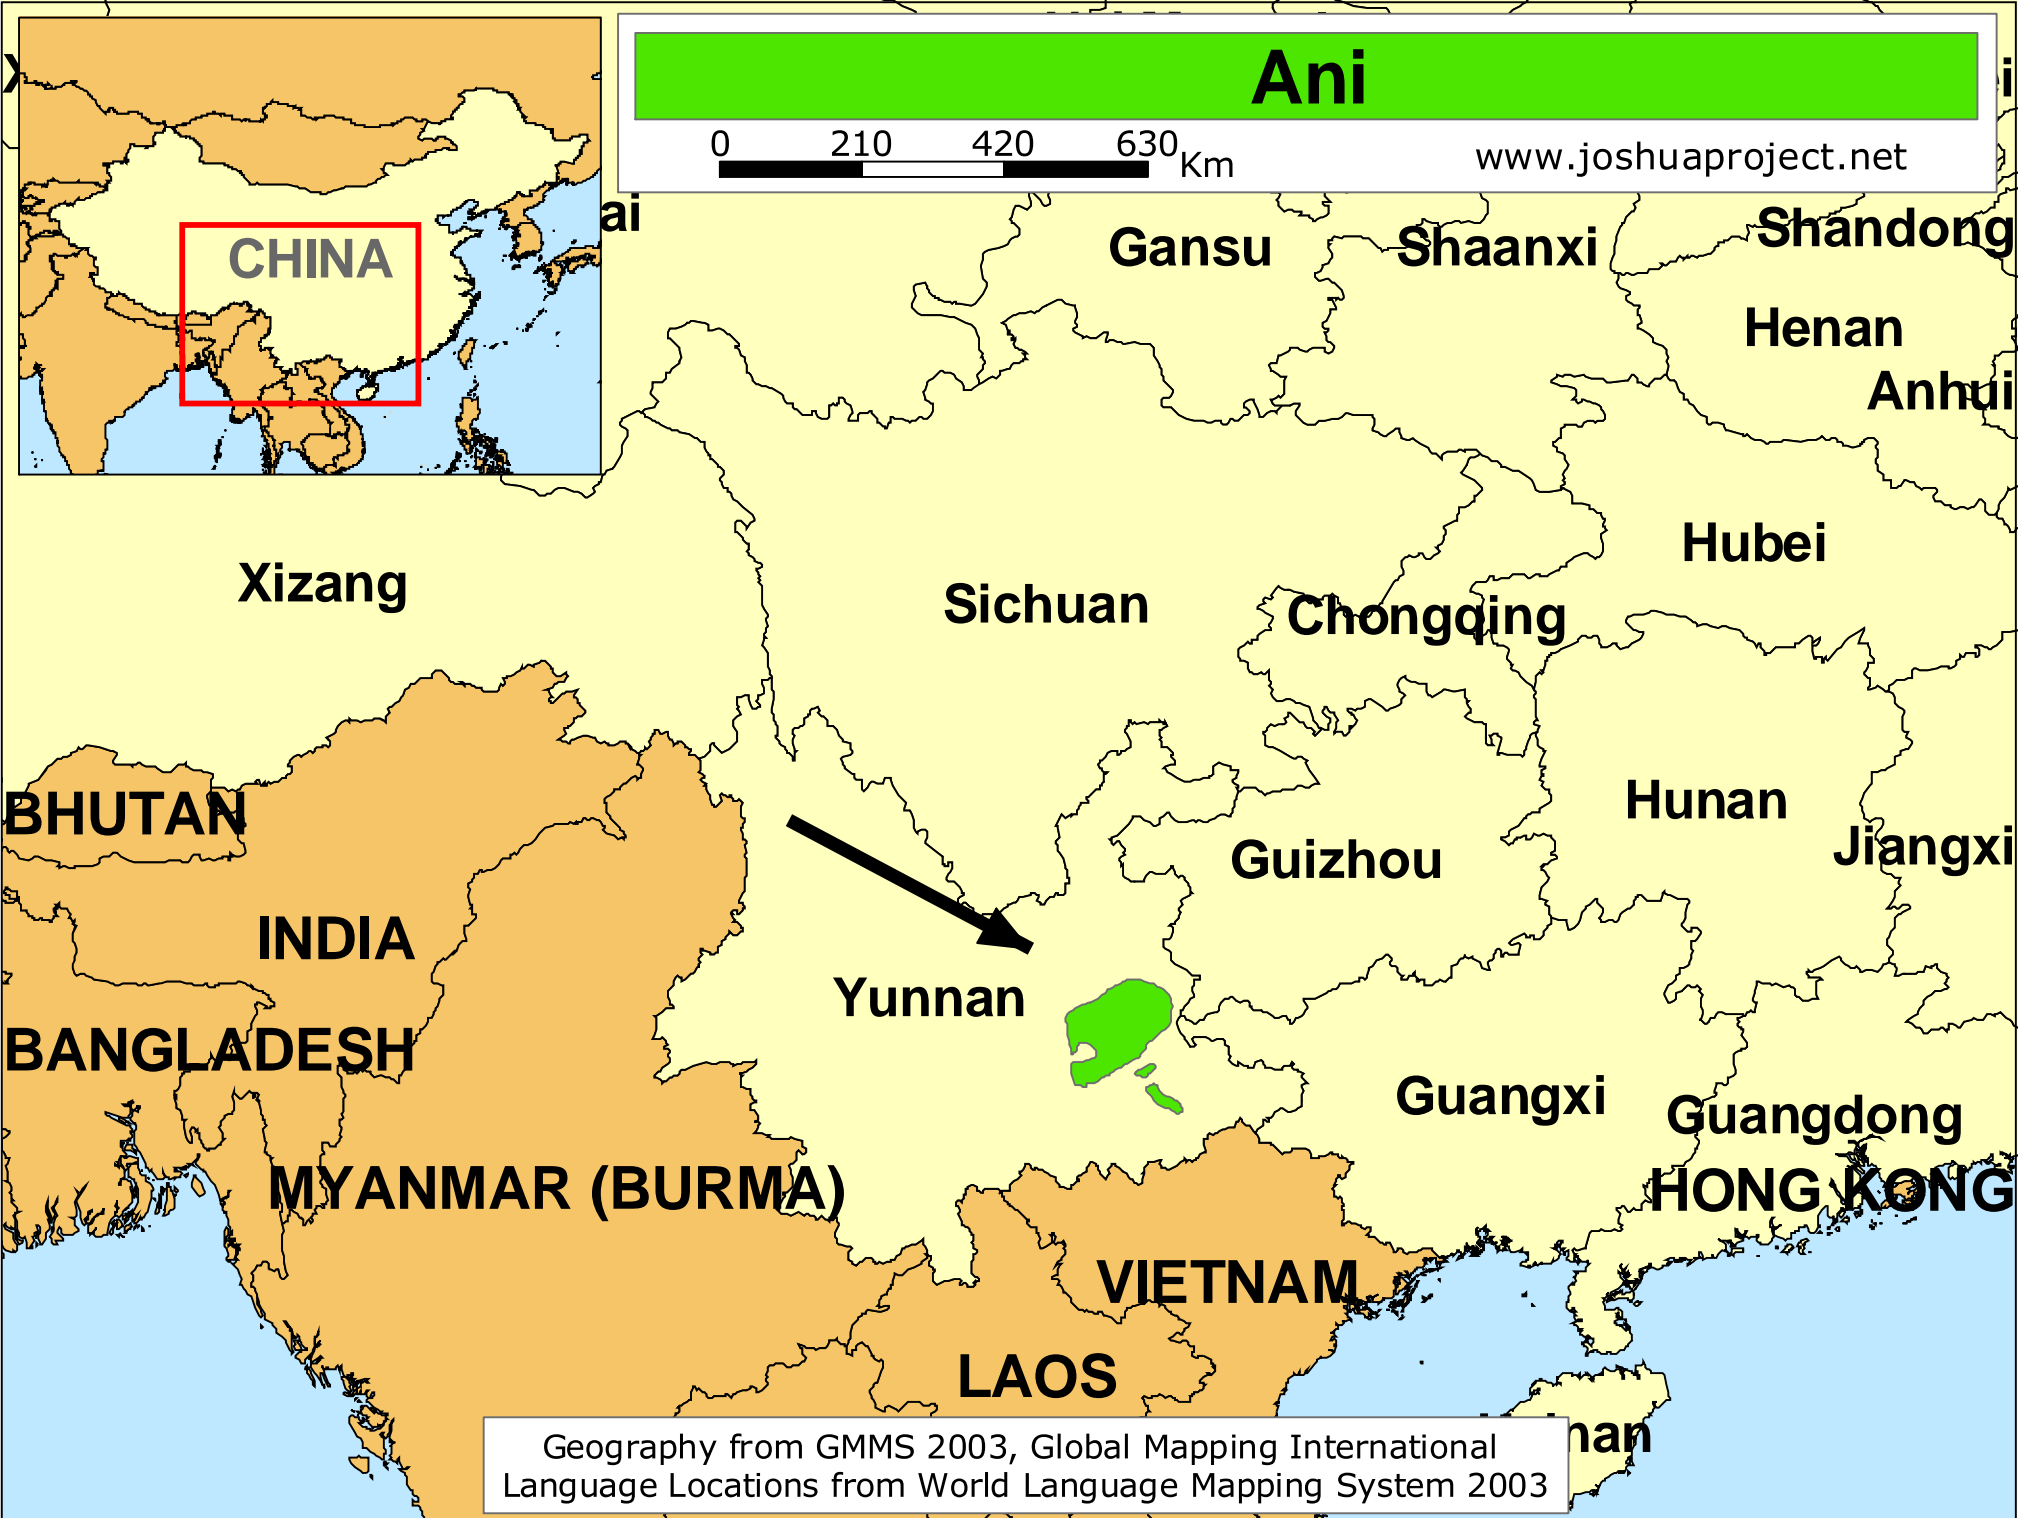 Ani
0 210 420 630 Km
www.joshuaproject.net
CHINA
ai
Gansu
Shaanxi
Shandong
Henan
Anhui
Hubei
Xizang
Sichuan
Chongqing
BHUTAN
Hunan
Jiangxi
Guizhou
INDIA
Yunnan
BANGLADESH
Guangxi
Guangdong
MYANMAR (BURMA)
HONG KONG
VIETNAM
LAOS
nan
Geography from GMMS 2003, Global Mapping International
Language Locations from World Language Mapping System 2003